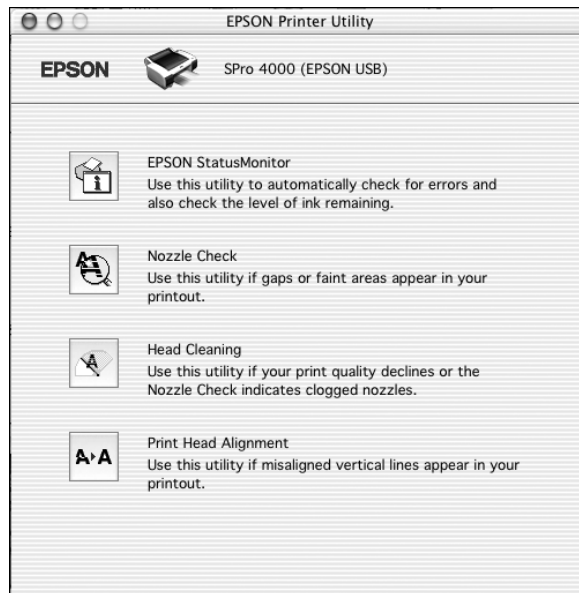 EPSON Printer Utility
EPSON
SPro 4000 (EPSON USB)
EPSON StatusMonitor
Use this utility to automatically check for errors and
also check the level of ink remaining.
Nozzle Check
Use this utility if gaps or faint areas appear in your
printout.
Head Cleaning
Use this utility if your print quality declines or the
Nozzle Check indicates clogged nozzles.
Print Head Alignment
Use this utility if misaligned vertical lines appear in your
printout.